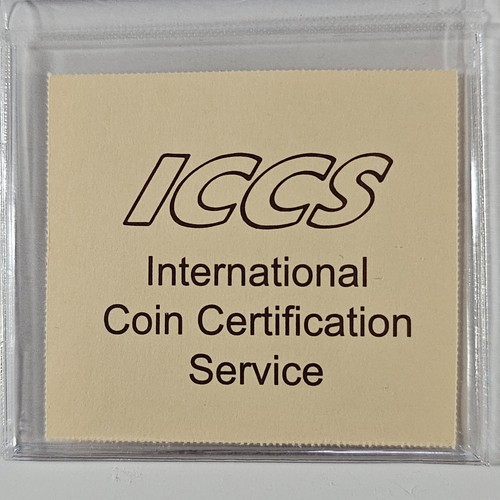 ICCS
International
Coin Certification
Service